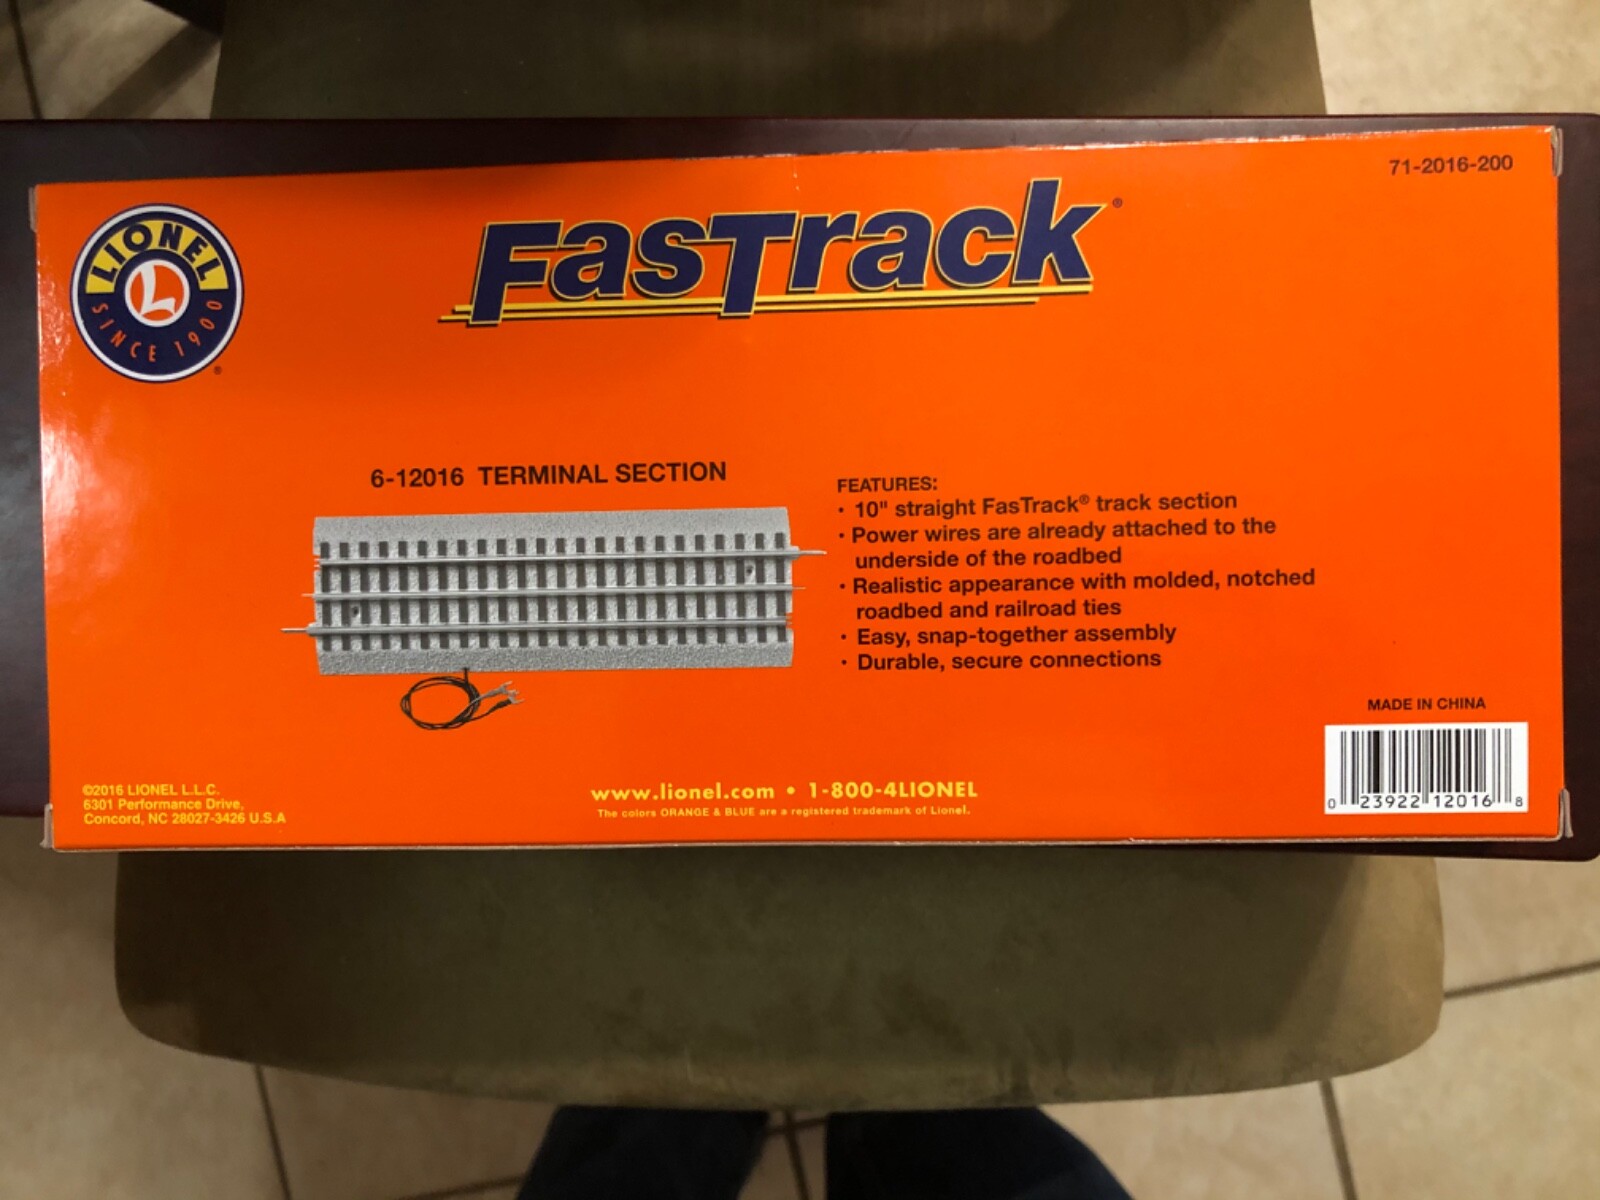 71-2016-200
LIONEL
L
SINCE 1900
®
FasTrack®
6-12016 TERMINAL SECTION
FEATURES:
• 10" straight FasTrack® track section
• Power wires are already attached to the
underside of the roadbed
• Realistic appearance with molded, notched
roadbed and railroad ties
• Easy, snap-together assembly
• Durable, secure connections
MADE IN CHINA
0 23922 12016 8
©2016 LIONEL L.L.C.
6301 Performance Drive,
Concord, NC 28027-3426 U.S.A
www.lionel.com • 1-800-4LIONEL
The colors ORANGE & BLUE are a registered trademark of Lionel.